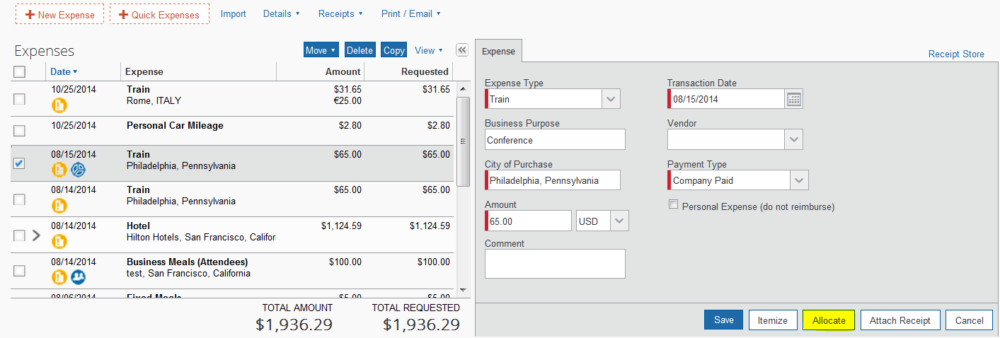 New Expense Quick Expenses Import Details Receipts Print / Email
Expenses Move Delete Copy View
Date Expense Amount Requested
10/25/2014 Train $31.65 $31.65
Rome, ITALY €25.00
10/25/2014 Personal Car Mileage $2.80 $2.80
08/15/2014 Train $65.00 $65.00
Philadelphia, Pennsylvania
08/14/2014 Train $65.00 $65.00
Philadelphia, Pennsylvania
08/14/2014 Hotel $1,124.59 $1,124.59
Hilton Hotels, San Francisco, Califor
08/14/2014 Business Meals (Attendees) $100.00 $100.00
test, San Francisco, California
08/06/2014 Fixed Meals $5.00 $5.00
TOTAL AMOUNT TOTAL REQUESTED
$1,936.29 $1,936.29
Expense Receipt Store
Expense Type Transaction Date
Train 08/15/2014
Business Purpose Vendor
Conference
City of Purchase Payment Type
Philadelphia, Pennsylvania Company Paid
Amount Personal Expense (do not reimburse)
65.00 USD
Comment
Save Itemize Allocate Attach Receipt Cancel